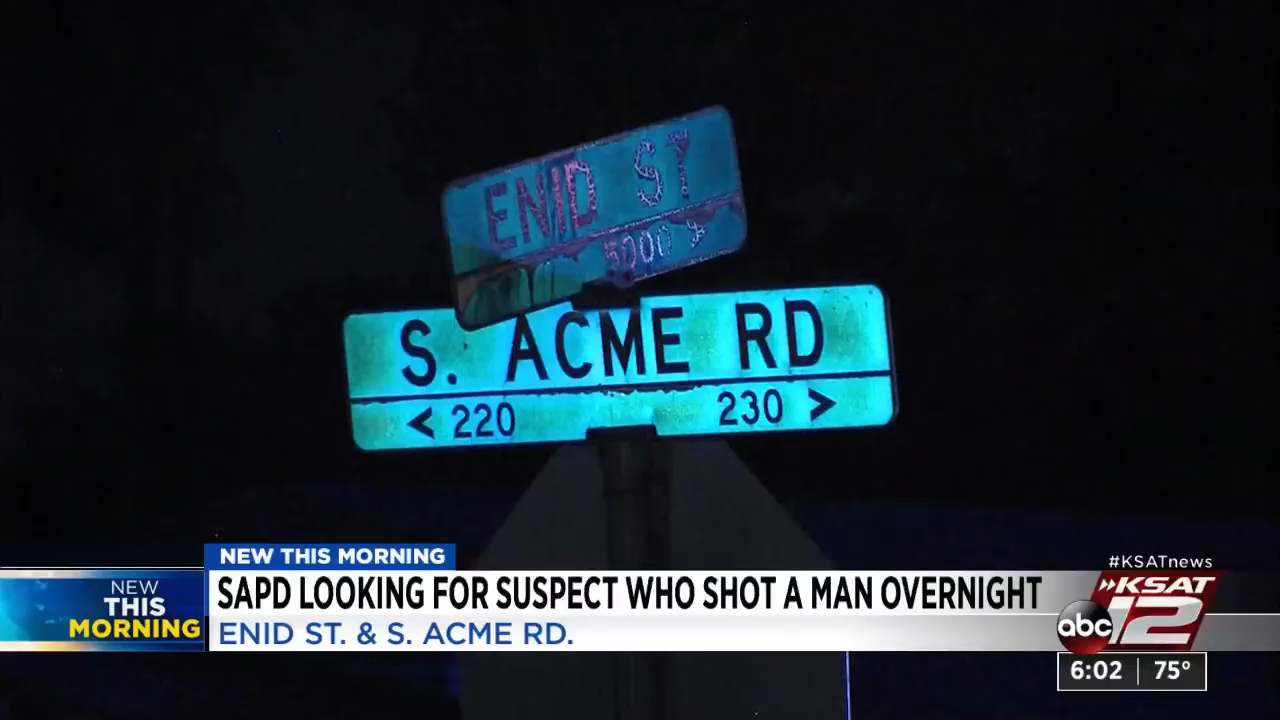 ENID ST
5000 >
S. ACME RD
< 220 230 >
NEW THIS MORNING
#KSATnews
NEW
THIS
MORNING
SAPD LOOKING FOR SUSPECT WHO SHOT A MAN OVERNIGHT
ENID ST. & S. ACME RD.
KSAT
abc 12
6:02 75°